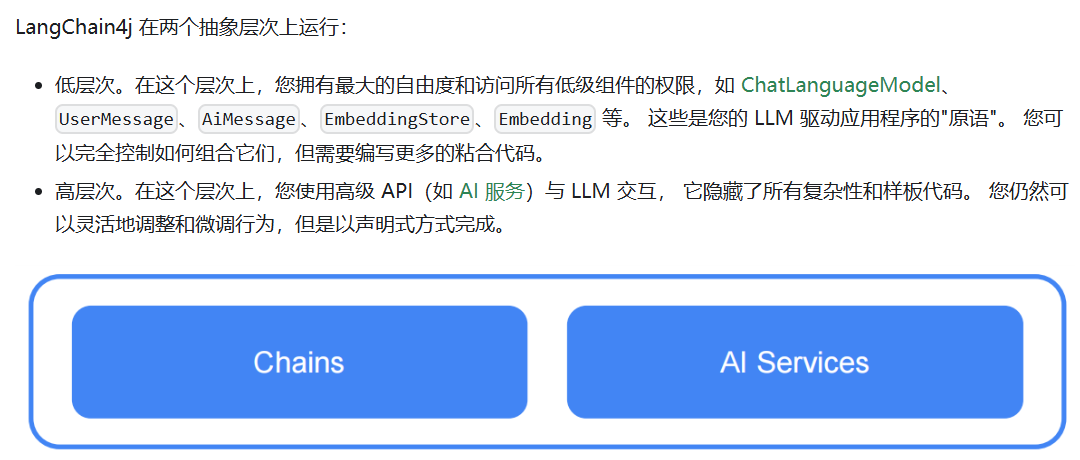 LangChain4j 在两个抽象层次上运行：
低层次。在这个层次上，您拥有最大的自由度和访问所有低级组件的权限，如 ChatLanguageModel、
UserMessage、AiMessage、EmbeddingStore、Embedding 等。 这些是您的 LLM 驱动应用程序的"原语"。 您可
以完全控制如何组合它们，但需要编写更多的粘合代码。
高层次。在这个层次上，您使用高级 API（如 AI 服务）与 LLM 交互， 它隐藏了所有复杂性和样板代码。 您仍然可
以灵活地调整和微调行为，但是以声明式方式完成。
Chains
AI Services